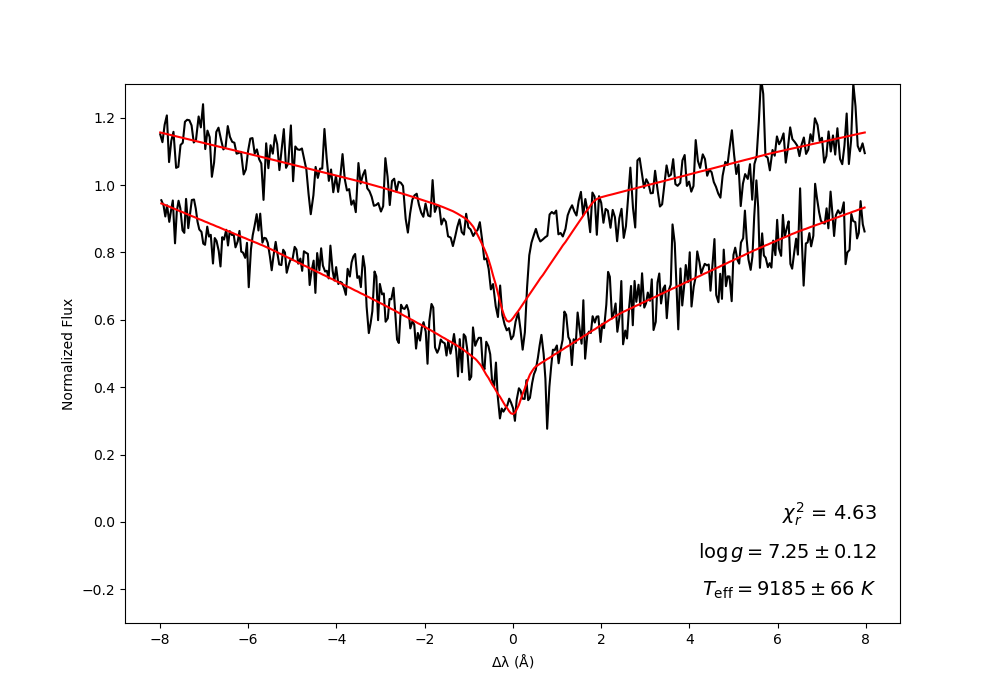 1.2
1.0
0.8
0.6
0.4
0.2
0.0
−0.2
Normalized Flux
χ²ᵣ = 4.63
log g = 7.25 ± 0.12
T_eff = 9185 ± 66 K
−8 −6 −4 −2 0 2 4 6 8
Δλ (Å)